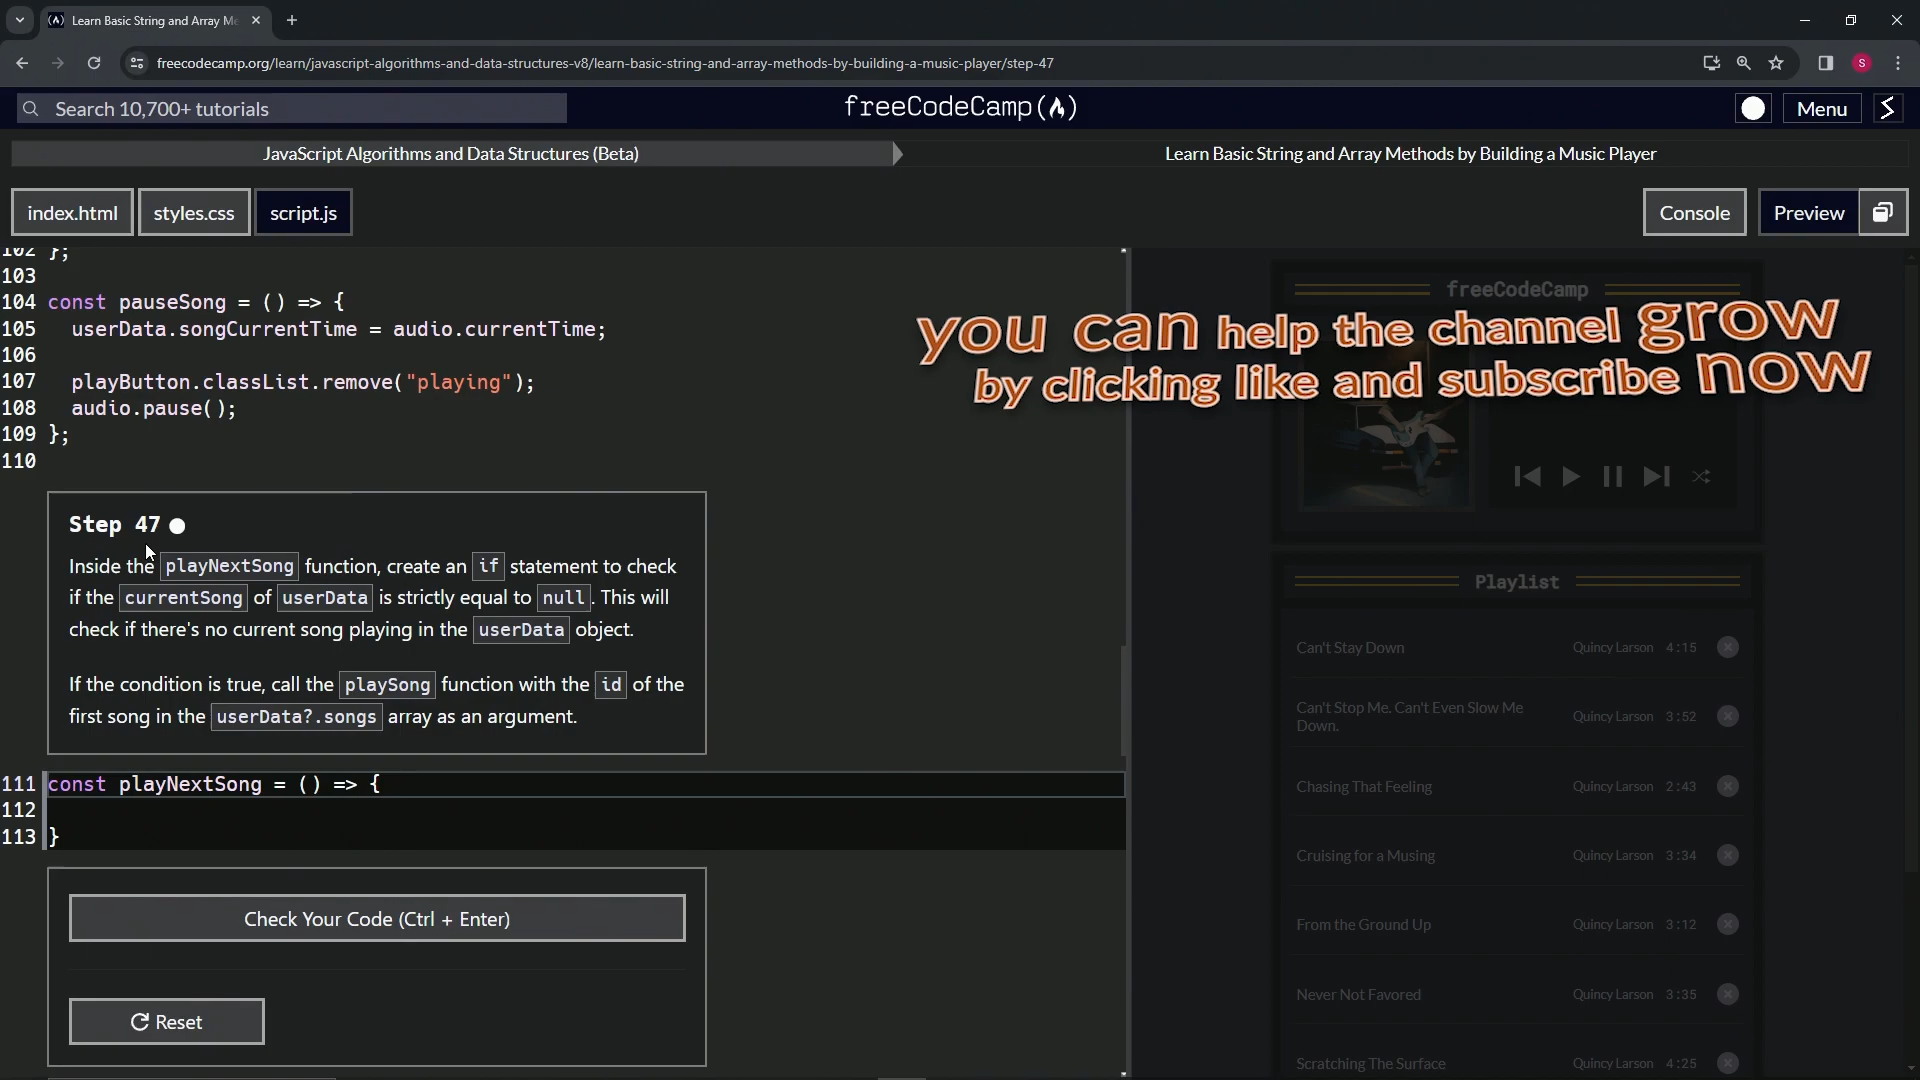 Learn Basic String and Array Me
freecodecamp.org/learn/javascript-algorithms-and-data-structures-v8/learn-basic-string-and-array-methods-by-building-a-music-player/step-47
S
Search 10,700+ tutorials
freeCodeCamp
Menu
JavaScript Algorithms and Data Structures (Beta)
Learn Basic String and Array Methods by Building a Music Player
index.html
styles.css
script.js
Console
Preview
102 };
103
104 const pauseSong = () => {
105 userData.songCurrentTime = audio.currentTime;
106
107 playButton.classList.remove("playing");
108 audio.pause();
109 };
110
Step 47
Inside the playNextSong function, create an if statement to check
if the currentSong of userData is strictly equal to null. This will
check if there's no current song playing in the userData object.
If the condition is true, call the playSong function with the id of the
first song in the userData?.songs array as an argument.
111 const playNextSong = () => {
112
113 }
Check Your Code (Ctrl + Enter)
Reset
freeCodeCamp
you can help the channel grow
by clicking like and subscribe now
Playlist
Can't Stay Down Quincy Larson 4:15
Can't Stop Me. Can't Even Slow Me
Down. Quincy Larson 3:52
Chasing That Feeling Quincy Larson 2:43
Cruising for a Musing Quincy Larson 3:34
From the Ground Up Quincy Larson 3:12
Never Not Favored Quincy Larson 3:35
Scratching The Surface Quincy Larson 4:25